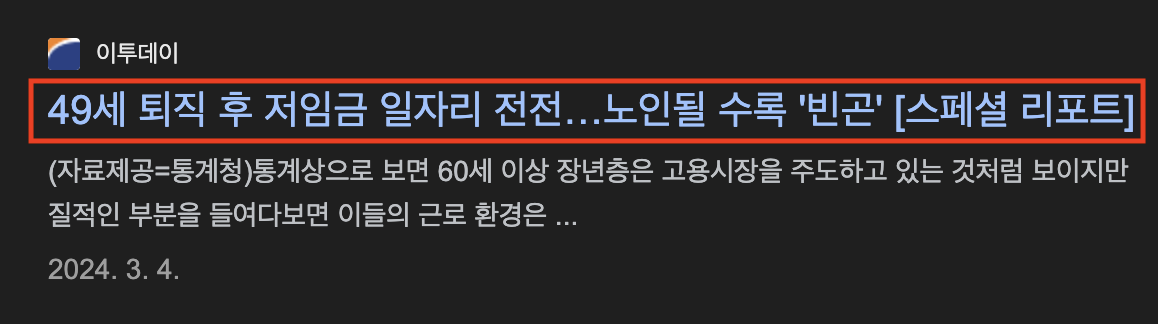 이투데이
49세 퇴직 후 저임금 일자리 전전…노인될 수록 '빈곤' [스페셜 리포트]
(자료제공=통계청)통계상으로 보면 60세 이상 장년층은 고용시장을 주도하고 있는 것처럼 보이지만
질적인 부분을 들여다보면 이들의 근로 환경은 ...
2024. 3. 4.